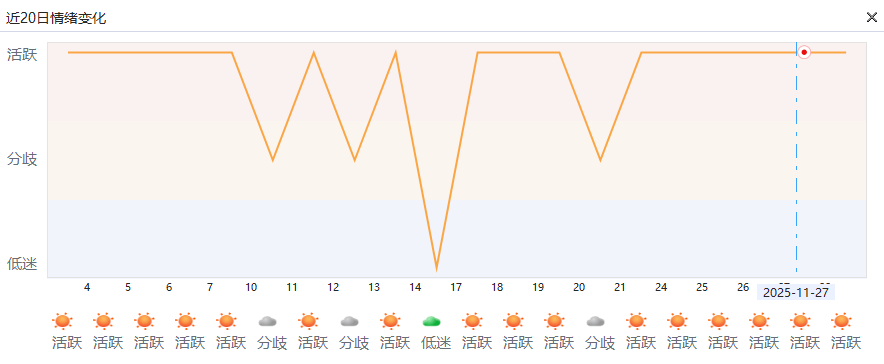 近20日情绪变化
活跃
分歧
低迷
4 5 6 7 10 11 12 13 14 17 18 19 20 21 24 25 26
2025-11-27
活跃 活跃 活跃 活跃 活跃 分歧 活跃 分歧 活跃 低迷 活跃 活跃 活跃 分歧 活跃 活跃 活跃 活跃 活跃 活跃